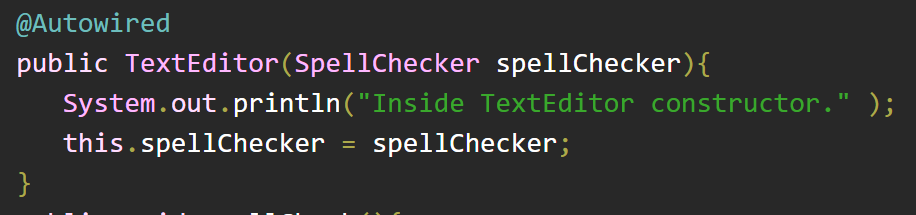 @Autowired
public TextEditor(SpellChecker spellChecker){
   System.out.println("Inside TextEditor constructor." );
   this.spellChecker = spellChecker;
}